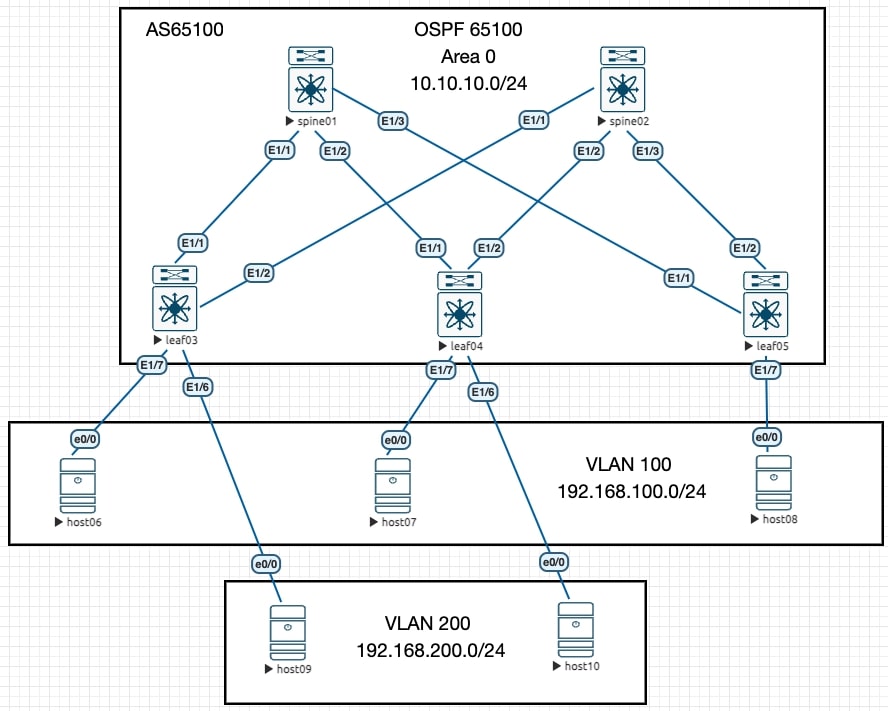 AS65100
OSPF 65100
Area 0
10.10.10.0/24
spine01
spine02
E1/3
E1/1
E1/1
E1/2
E1/2
E1/3
E1/1
E1/2
E1/1
E1/2
E1/2
E1/1
leaf03
leaf04
leaf05
E1/7
E1/6
E1/7
E1/6
E1/7
e0/0
e0/0
e0/0
VLAN 100
192.168.100.0/24
host06
host07
host08
e0/0
e0/0
VLAN 200
192.168.200.0/24
host09
host10